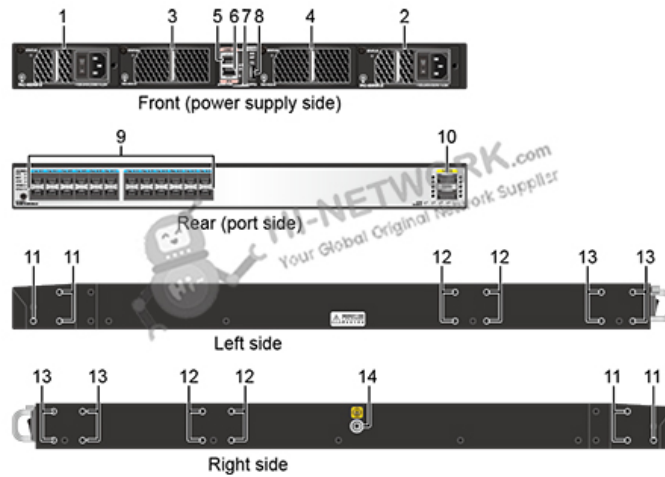 1 3 5 6 7 8 4 2
Front (power supply side)
9 10
HI-NETWORK.com
Your Global Original Network Supplier
Rear (port side)
Hi-
11 11 12 12 13 13
Left side
13 13 12 12 14 11 11
Right side